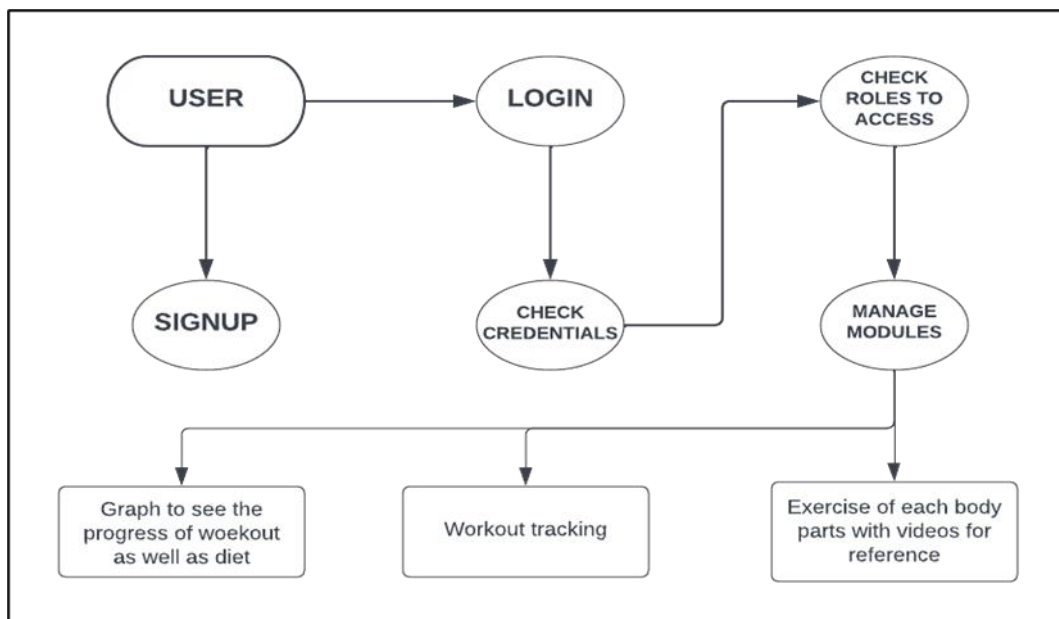 USER
LOGIN
CHECK
ROLES TO
ACCESS
SIGNUP
CHECK
CREDENTIALS
MANAGE
MODULES
Graph to see the
progress of woekout
as well as diet
Workout tracking
Exercise of each body
parts with videos for
reference